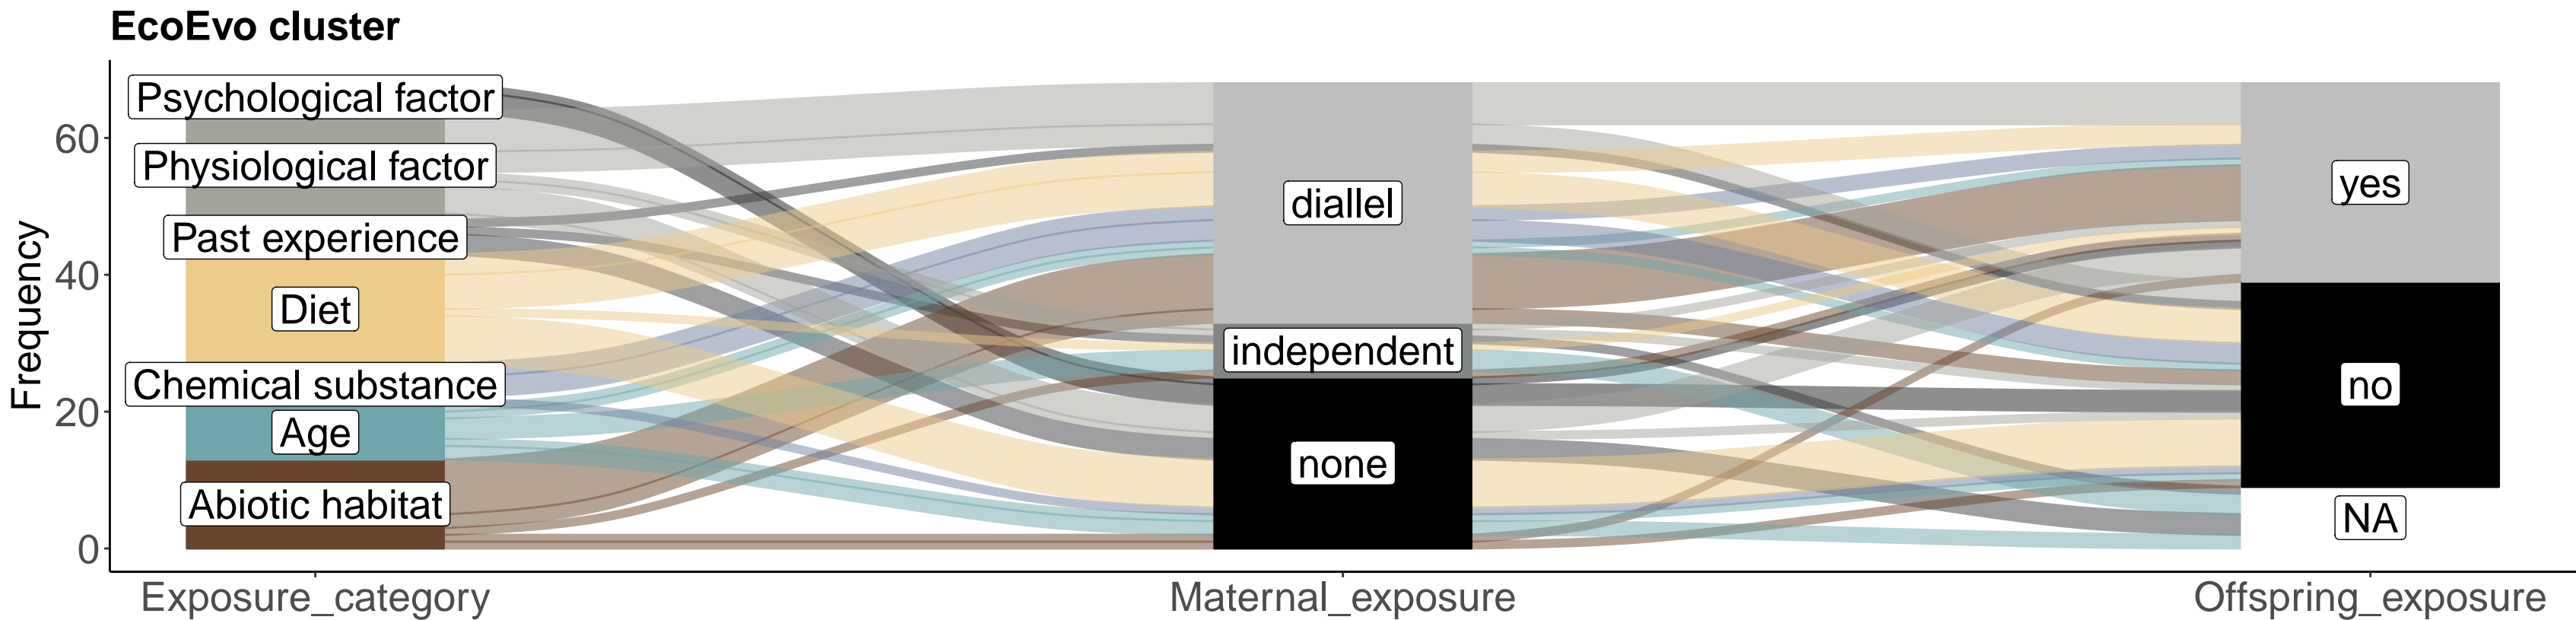 EcoEvo cluster
Frequency
60
40
20
0
Psychological factor
Physiological factor
Past experience
Diet
Chemical substance
Age
Abiotic habitat
diallel
independent
none
yes
no
NA
Exposure_category
Maternal_exposure
Offspring_exposure